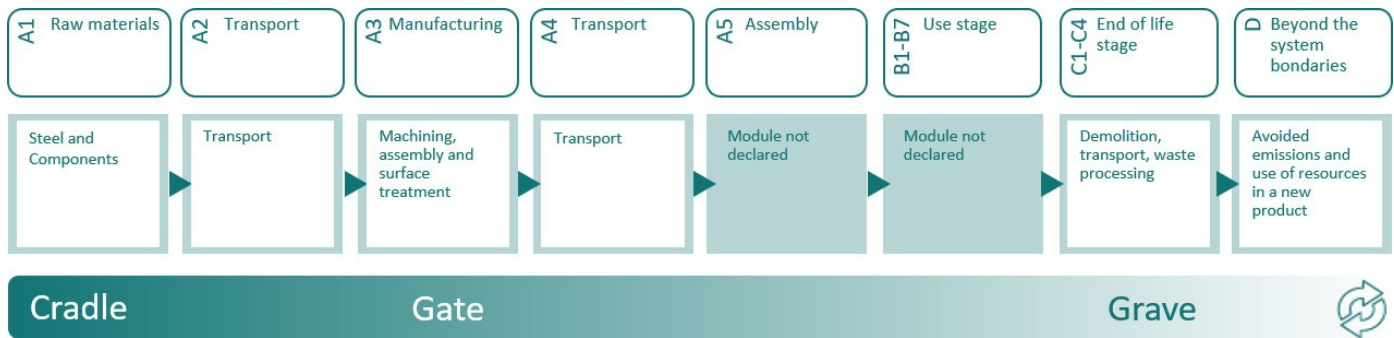 A1 Raw materials
A2 Transport
A3 Manufacturing
A4 Transport
A5 Assembly
B1-B7 Use stage
C1-C4 End of life
stage
D Beyond the
system
bondaries
Steel and
Components
Transport
Machining,
assembly and
surface
treatment
Transport
Module not
declared
Module not
declared
Demolition,
transport, waste
processing
Avoided
emissions and
use of resources
in a new
product
Cradle
Gate
Grave